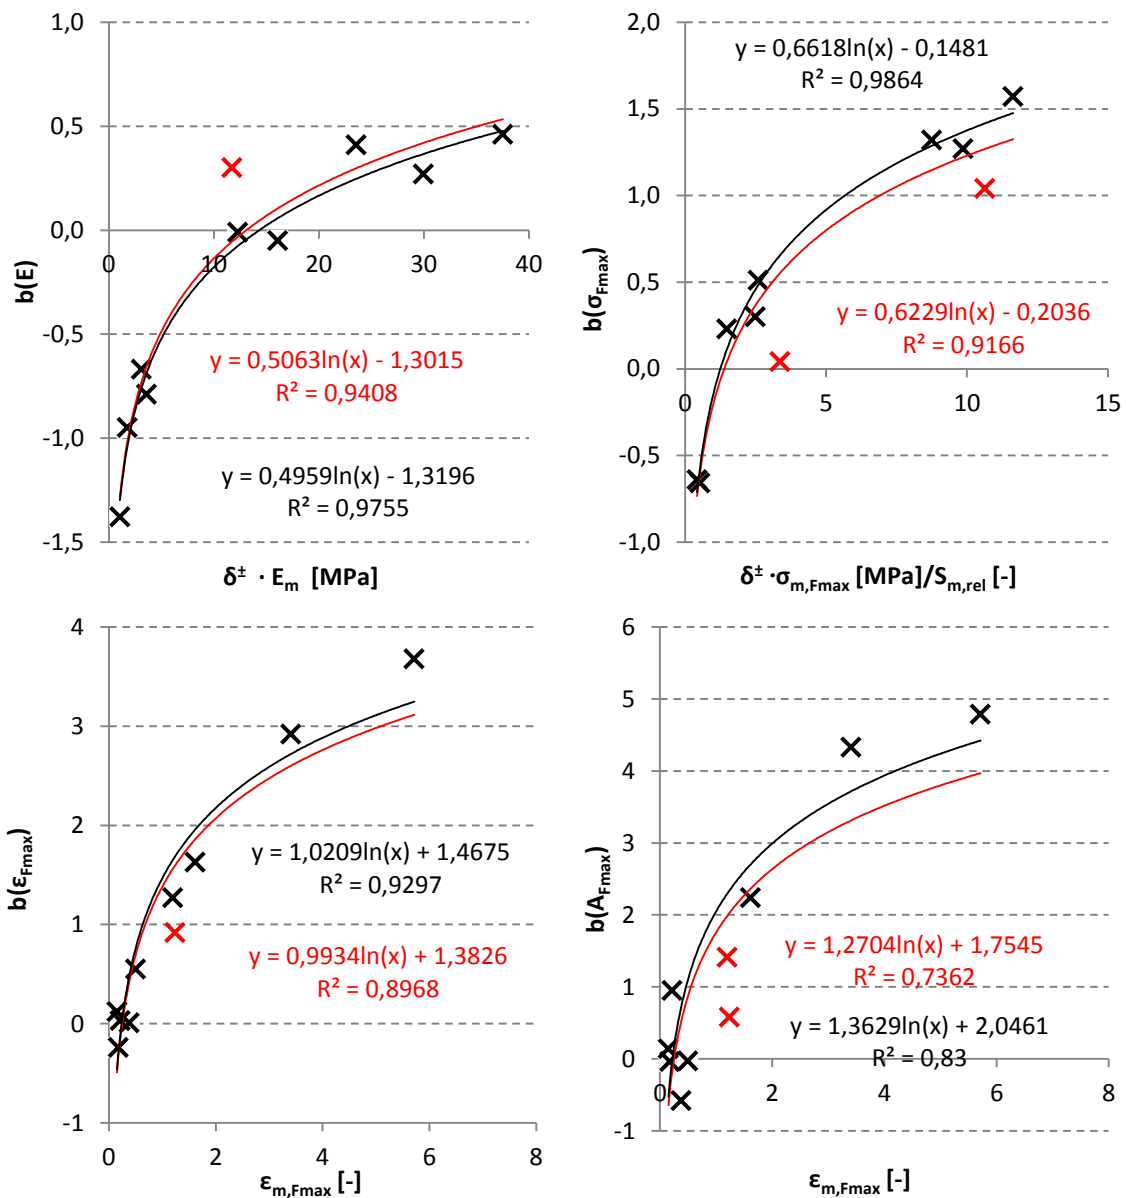 1,0
0,5
0,0
-0,5
-1,0
-1,5
0
10
20
30
40
b(E)
y = 0,5063ln(x) - 1,3015
R² = 0,9408
y = 0,4959ln(x) - 1,3196
R² = 0,9755
δ± · Em [MPa]
2,0
1,5
1,0
0,5
0,0
-0,5
-1,0
0
5
10
15
b(σFmax)
y = 0,6618ln(x) - 0,1481
R² = 0,9864
y = 0,6229ln(x) - 0,2036
R² = 0,9166
δ± ·σm,Fmax [MPa]/Sm,rel [-]
4
3
2
1
0
-1
0
2
4
6
8
b(εFmax)
y = 1,0209ln(x) + 1,4675
R² = 0,9297
y = 0,9934ln(x) + 1,3826
R² = 0,8968
εm,Fmax [-]
6
5
4
3
2
1
0
-1
0
2
4
6
8
b(AFmax)
y = 1,2704ln(x) + 1,7545
R² = 0,7362
y = 1,3629ln(x) + 2,0461
R² = 0,83
εm,Fmax [-]